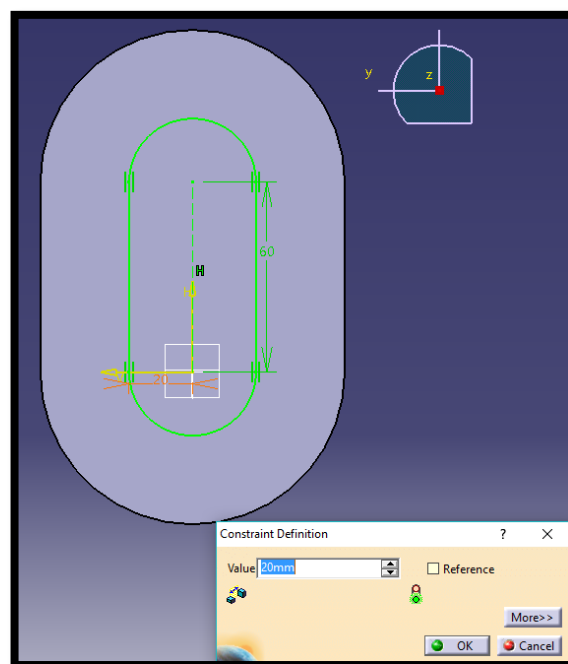 y
z
60
H
H
20
Constraint Definition ? X
Value 20mm Reference
More>>
OK Cancel